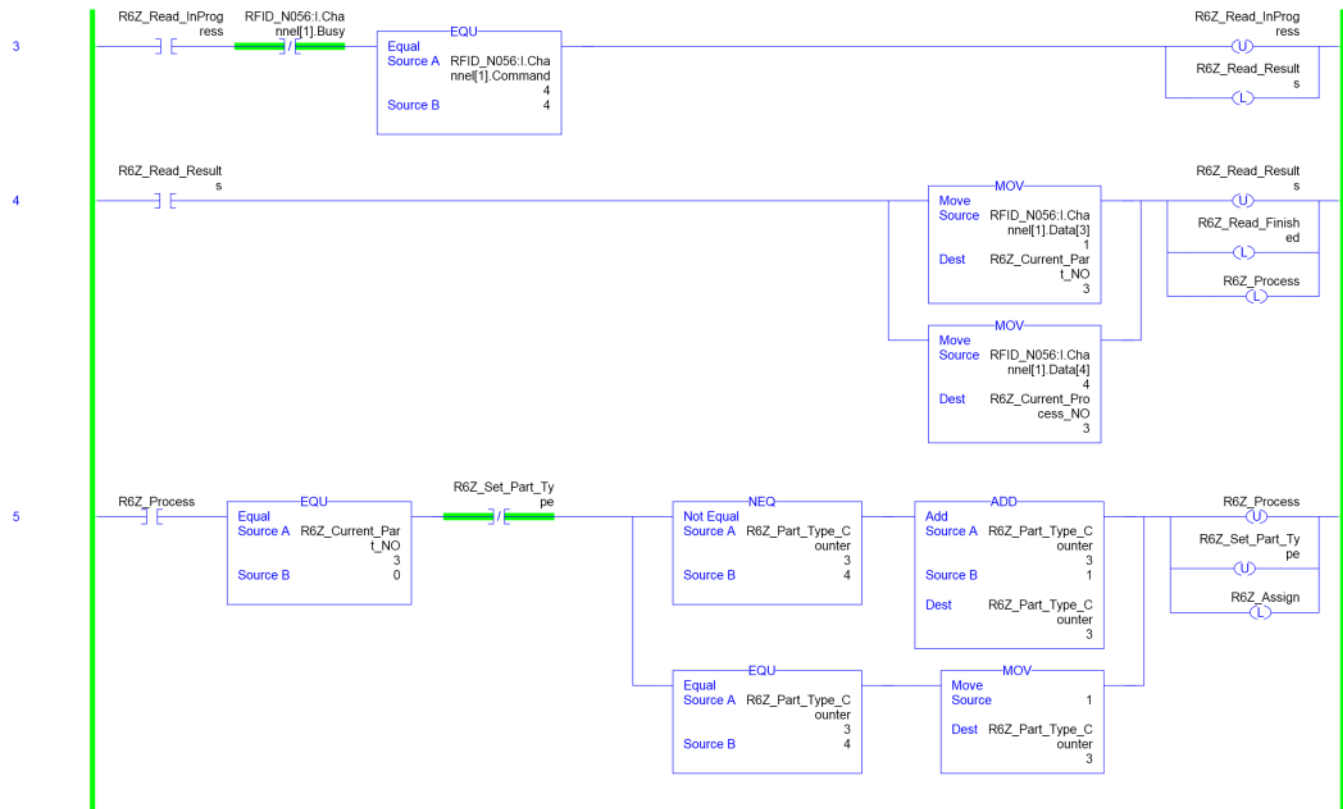 R6Z_Read_InProg
ress
RFID_N056:I.Cha
nnel[1].Busy
EQU
Equal
Source A RFID_N056:I.Cha
nnel[1].Command
4
Source B 4
R6Z_Read_InProg
ress
U
R6Z_Read_Result
s
L
3
R6Z_Read_Result
s
MOV
Move
Source RFID_N056:I.Cha
nnel[1].Data[3]
1
Dest R6Z_Current_Par
t_NO
3
R6Z_Read_Result
s
U
R6Z_Read_Finish
ed
L
R6Z_Process
L
4
MOV
Move
Source RFID_N056:I.Cha
nnel[1].Data[4]
4
Dest R6Z_Current_Pro
cess_NO
3
R6Z_Process
EQU
Equal
Source A R6Z_Current_Par
t_NO
3
Source B 0
R6Z_Set_Part_Ty
pe
NEQ
Not Equal
Source A R6Z_Part_Type_C
ounter
3
Source B 4
ADD
Add
Source A R6Z_Part_Type_C
ounter
3
Source B 1
Dest R6Z_Part_Type_C
ounter
3
R6Z_Process
U
R6Z_Set_Part_Ty
pe
U
R6Z_Assign
L
5
EQU
Equal
Source A R6Z_Part_Type_C
ounter
3
Source B 4
MOV
Move
Source 1
Dest R6Z_Part_Type_C
ounter
3